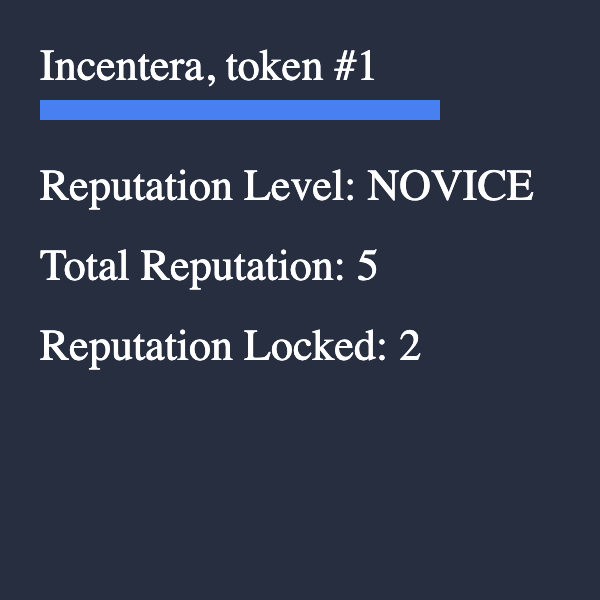 Incentera, token #1
Reputation Level: NOVICE
Total Reputation: 5
Reputation Locked: 2